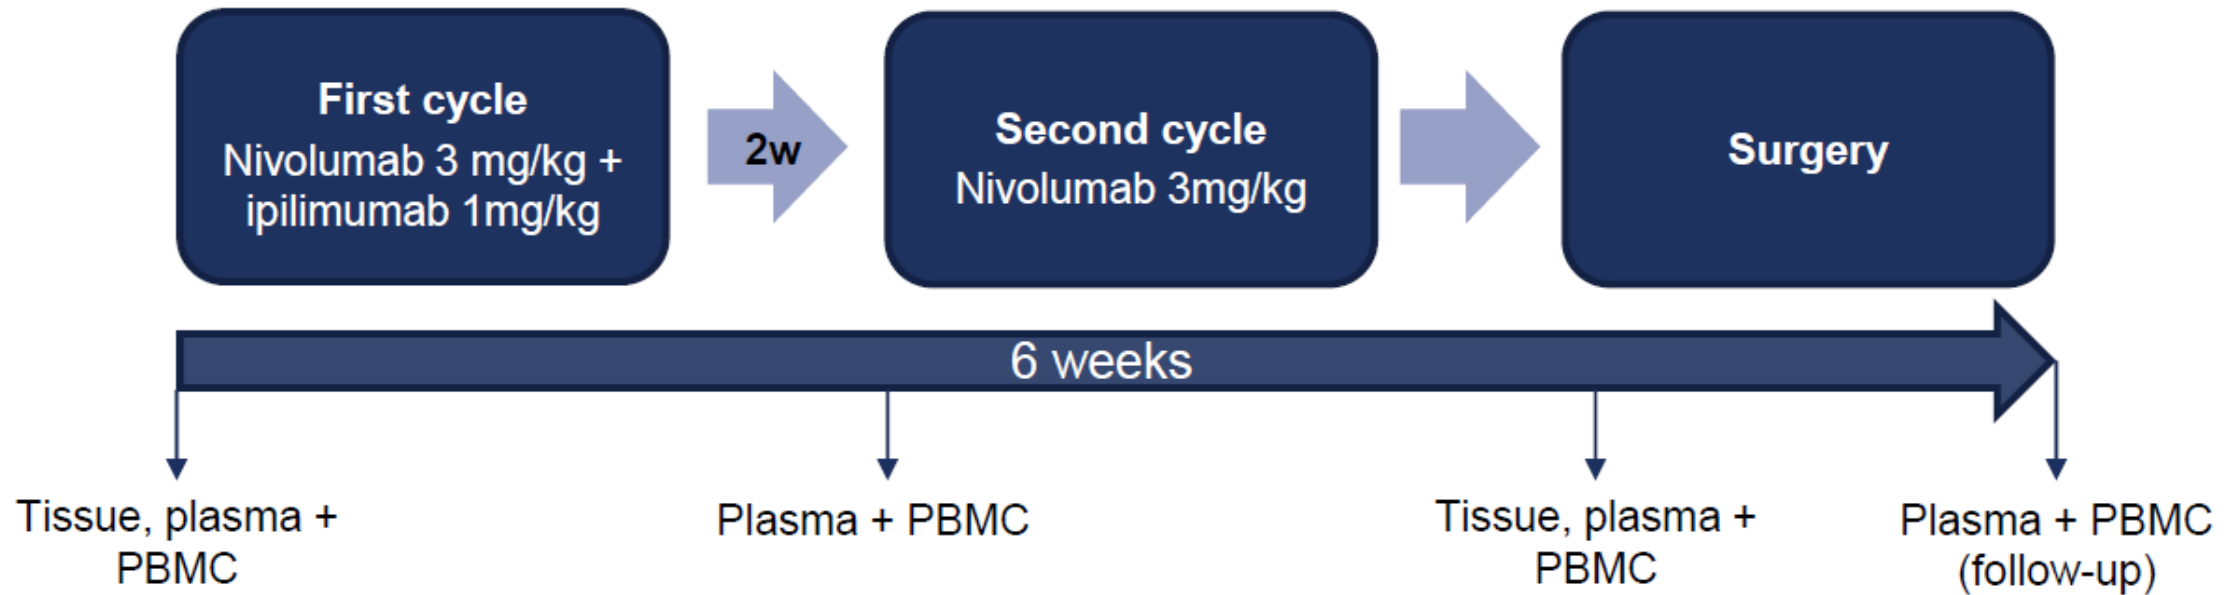 First cycle
Nivolumab 3 mg/kg +
ipilimumab 1mg/kg
2w
Second cycle
Nivolumab 3mg/kg
Surgery
6 weeks
Tissue, plasma +
PBMC
Plasma + PBMC
Tissue, plasma +
PBMC
Plasma + PBMC
(follow-up)